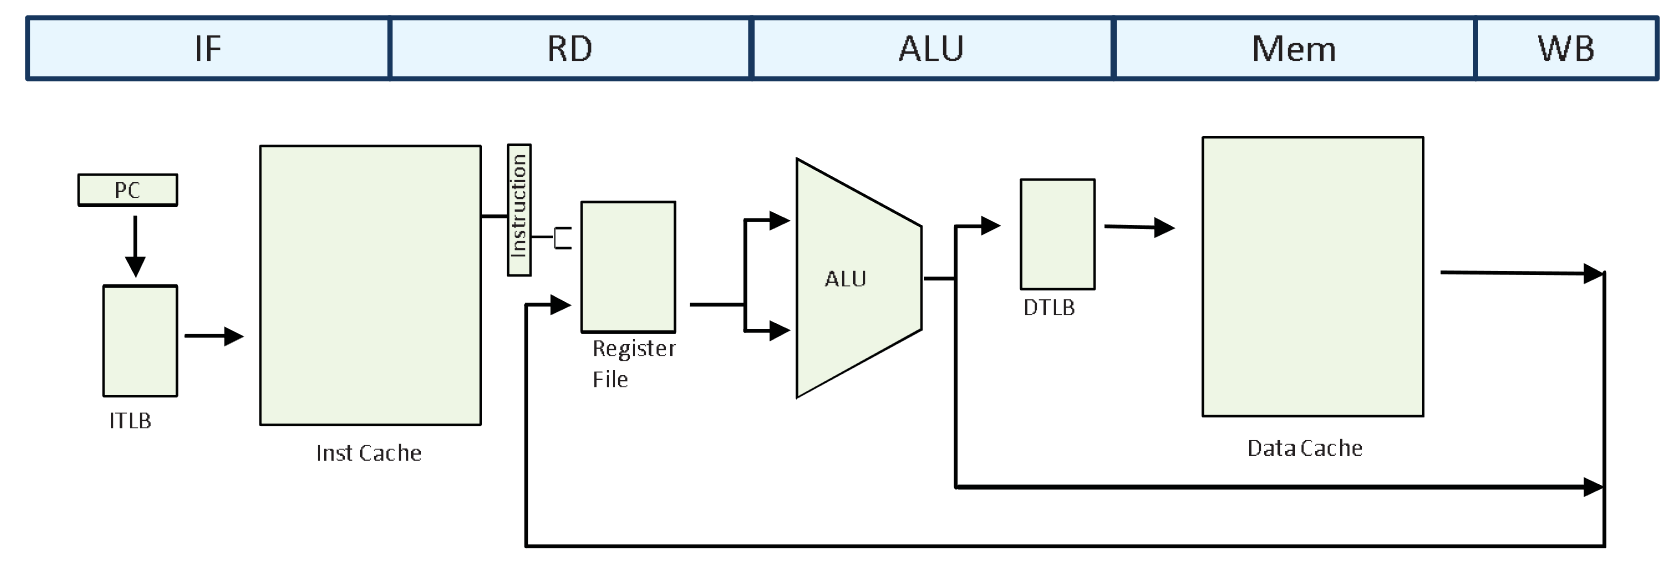 IF
RD
ALU
Mem
WB
PC
Instruction
ALU
DTLB
Register
File
ITLB
Inst Cache
Data Cache